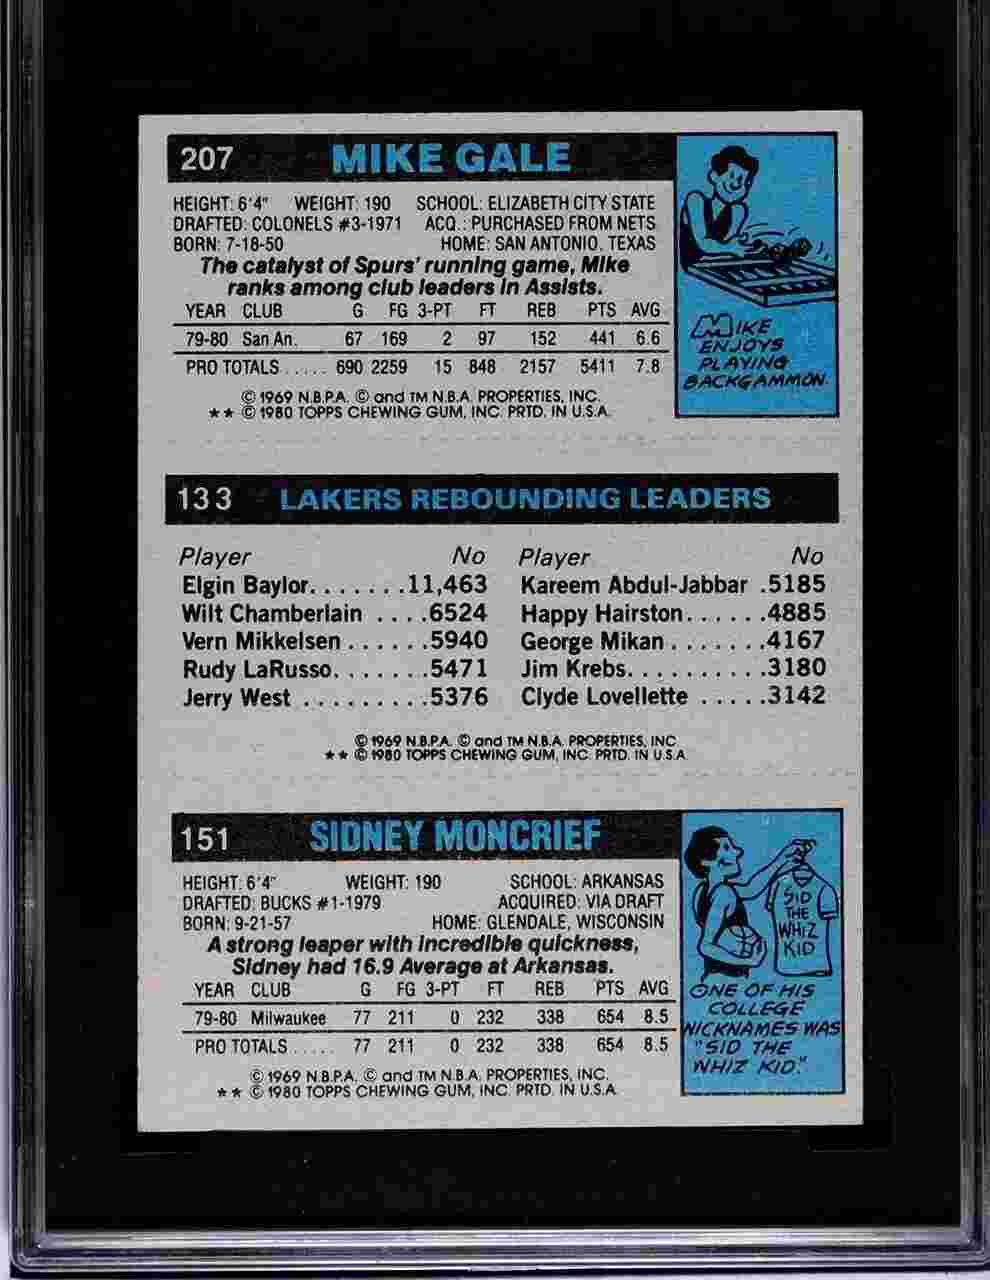 207 MIKE GALE
HEIGHT: 6'4" WEIGHT: 190 SCHOOL: ELIZABETH CITY STATE
DRAFTED: COLONELS #3-1971 ACQ.: PURCHASED FROM NETS
BORN: 7-18-50 HOME: SAN ANTONIO, TEXAS
The catalyst of Spurs' running game, Mike
ranks among club leaders in Assists.
YEAR CLUB G FG 3-PT FT REB PTS AVG
79-80 San An. 67 169 2 97 152 441 6.6
PRO TOTALS ..... 690 2259 15 848 2157 5411 7.8
© 1969 N.B.P.A. © and TM N.B.A. PROPERTIES, INC.
** © 1980 TOPPS CHEWING GUM, INC. PRTD. IN U.S.A.
MIKE
ENJOYS
PLAYING
BACKGAMMON.
133 LAKERS REBOUNDING LEADERS
Player No Player No
Elgin Baylor.......11,463 Kareem Abdul-Jabbar .5185
Wilt Chamberlain ....6524 Happy Hairston......4885
Vern Mikkelsen ......5940 George Mikan .......4167
Rudy LaRusso.......5471 Jim Krebs..........3180
Jerry West .........5376 Clyde Lovellette .....3142
© 1969 N.B.P.A. © and TM N.B.A. PROPERTIES, INC.
** © 1980 TOPPS CHEWING GUM, INC. PRTD. IN U.S.A.
151 SIDNEY MONCRIEF
HEIGHT: 6'4" WEIGHT: 190 SCHOOL: ARKANSAS
DRAFTED: BUCKS #1-1979 ACQUIRED: VIA DRAFT
BORN: 9-21-57 HOME: GLENDALE, WISCONSIN
A strong leaper with incredible quickness,
Sidney had 16.9 Average at Arkansas.
YEAR CLUB G FG 3-PT FT REB PTS AVG
79-80 Milwaukee 77 211 0 232 338 654 8.5
PRO TOTALS ..... 77 211 0 232 338 654 8.5
© 1969 N.B.P.A. © and TM N.B.A. PROPERTIES, INC.
** © 1980 TOPPS CHEWING GUM, INC. PRTD. IN U.S.A.
SID
THE
WHIZ
KID
ONE OF HIS
COLLEGE
NICKNAMES WAS
"SID THE
WHIZ KID."